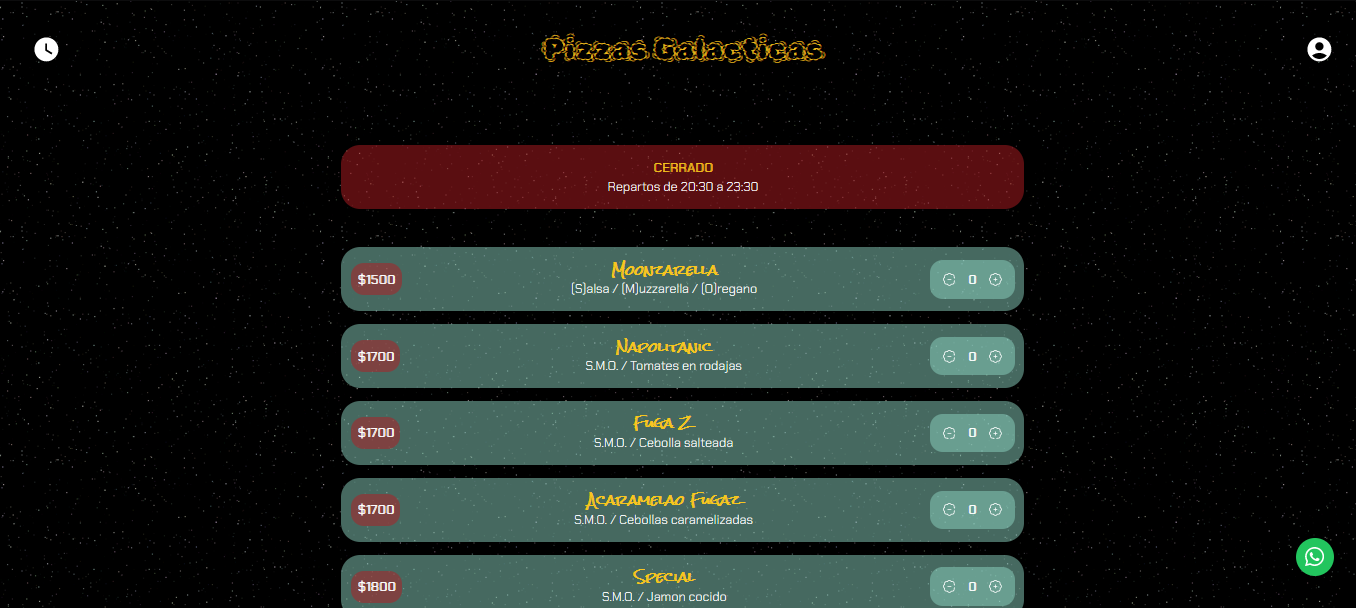 Pizzas Galacticas
CERRADO
Repartos de 20:30 a 23:30
$1500
Moonzarella
(S)alsa / (M)uzzarella / (O)regano
0
$1700
Napolitanic
S.M.O. / Tomates en rodajas
0
$1700
Fuga Z
S.M.O. / Cebolla salteada
0
$1700
Acaramelao Fugaz
S.M.O. / Cebollas caramelizadas
0
$1800
Special
S.M.O. / Jamon cocido
0